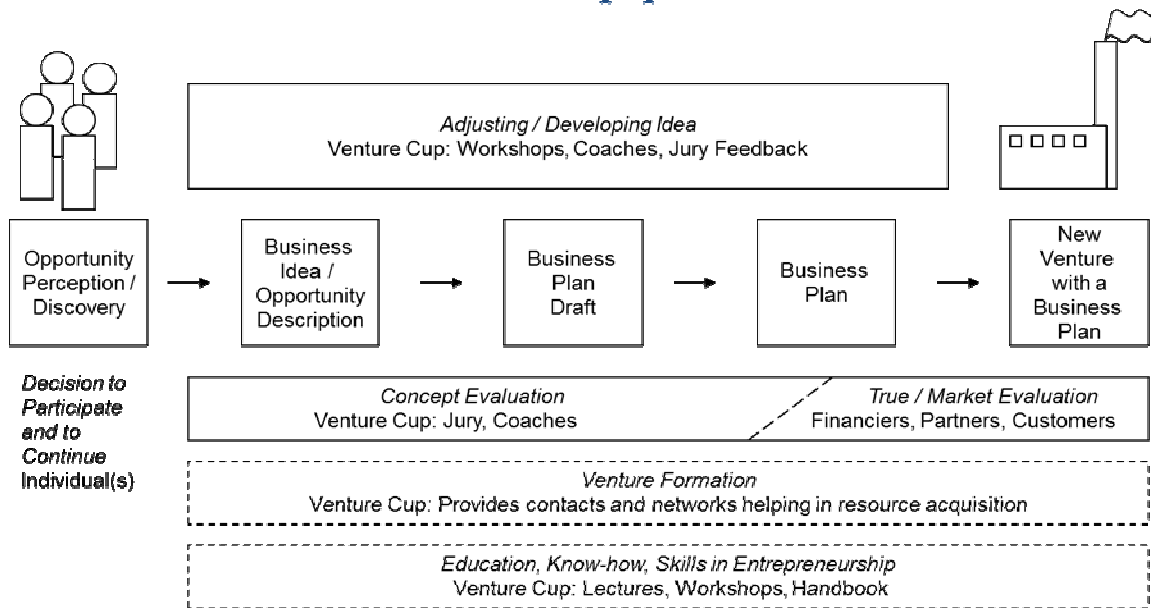 Adjusting / Developing Idea
Venture Cup: Workshops, Coaches, Jury Feedback
Opportunity
Perception /
Discovery
Business
Idea /
Opportunity
Description
Business
Plan
Draft
Business
Plan
New
Venture
with a
Business
Plan
Decision to
Participate
and to
Continue
Individual(s)
Concept Evaluation
Venture Cup: Jury, Coaches
True / Market Evaluation
Financiers, Partners, Customers
Venture Formation
Venture Cup: Provides contacts and networks helping in resource acquisition
Education, Know-how, Skills in Entrepreneurship
Venture Cup: Lectures, Workshops, Handbook